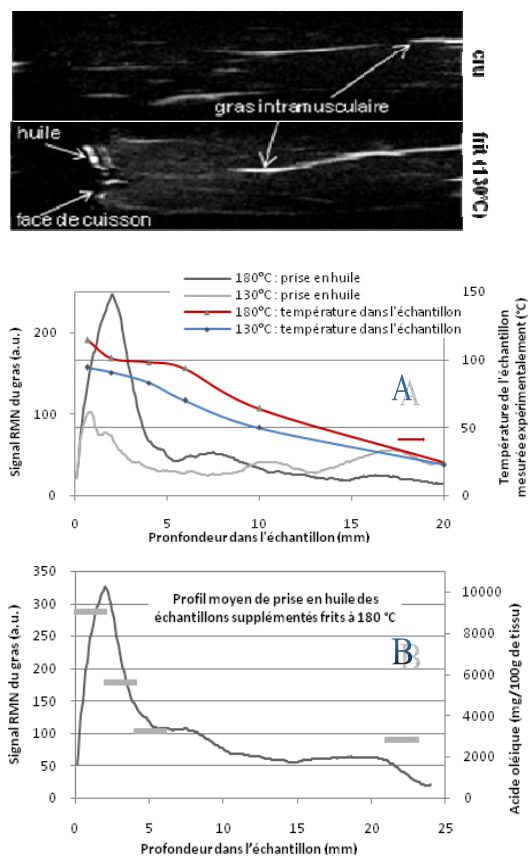 cru
gras intramusculaire
huile
frit (130°C)
face de cuisson
180°C : prise en huile
130°C : prise en huile
180°C : température dans l'échantillon
130°C : température dans l'échantillon
Signal RMN du gras (a.u.)
200
150
100
50
0
150
100
50
0
Température de l'échantillon
mesurée expérimentalement (°C)
A
0
5
10
15
20
Pronfondeur dans l'échantillon (mm)
Profil moyen de prise en huile des
échantillons supplémentés frits à 180 °C
B
Signal RMN du gras (a.u.)
350
300
250
200
150
100
50
0
10000
8000
6000
4000
2000
0
Acide oléique (mg/100g de tissu)
0
5
10
15
20
25
Profondeur dans l'échantillon (mm)